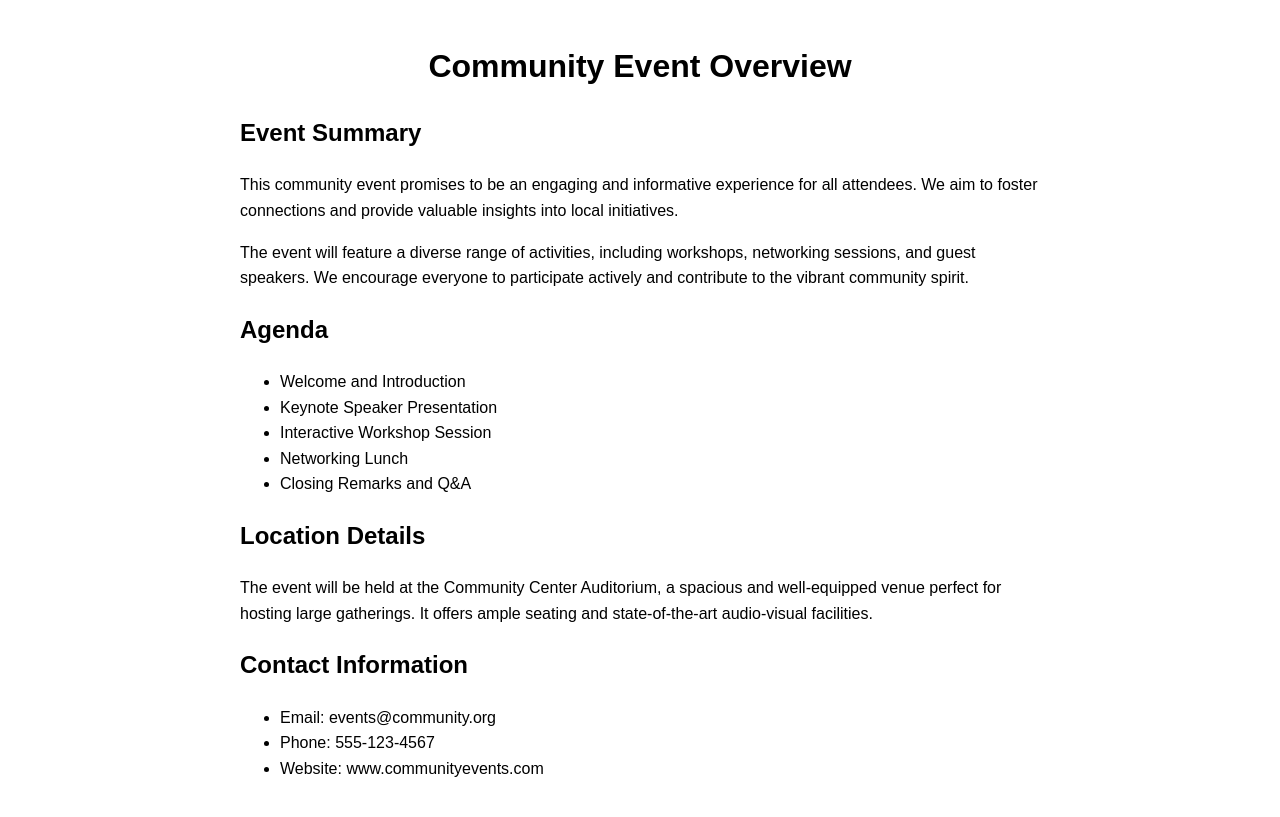 Community Event Overview
Event Summary
This community event promises to be an engaging and informative experience for all attendees. We aim to foster
connections and provide valuable insights into local initiatives.
The event will feature a diverse range of activities, including workshops, networking sessions, and guest
speakers. We encourage everyone to participate actively and contribute to the vibrant community spirit.
Agenda
• Welcome and Introduction
• Keynote Speaker Presentation
• Interactive Workshop Session
• Networking Lunch
• Closing Remarks and Q&A
Location Details
The event will be held at the Community Center Auditorium, a spacious and well-equipped venue perfect for
hosting large gatherings. It offers ample seating and state-of-the-art audio-visual facilities.
Contact Information
• Email: events@community.org
• Phone: 555-123-4567
• Website: www.communityevents.com